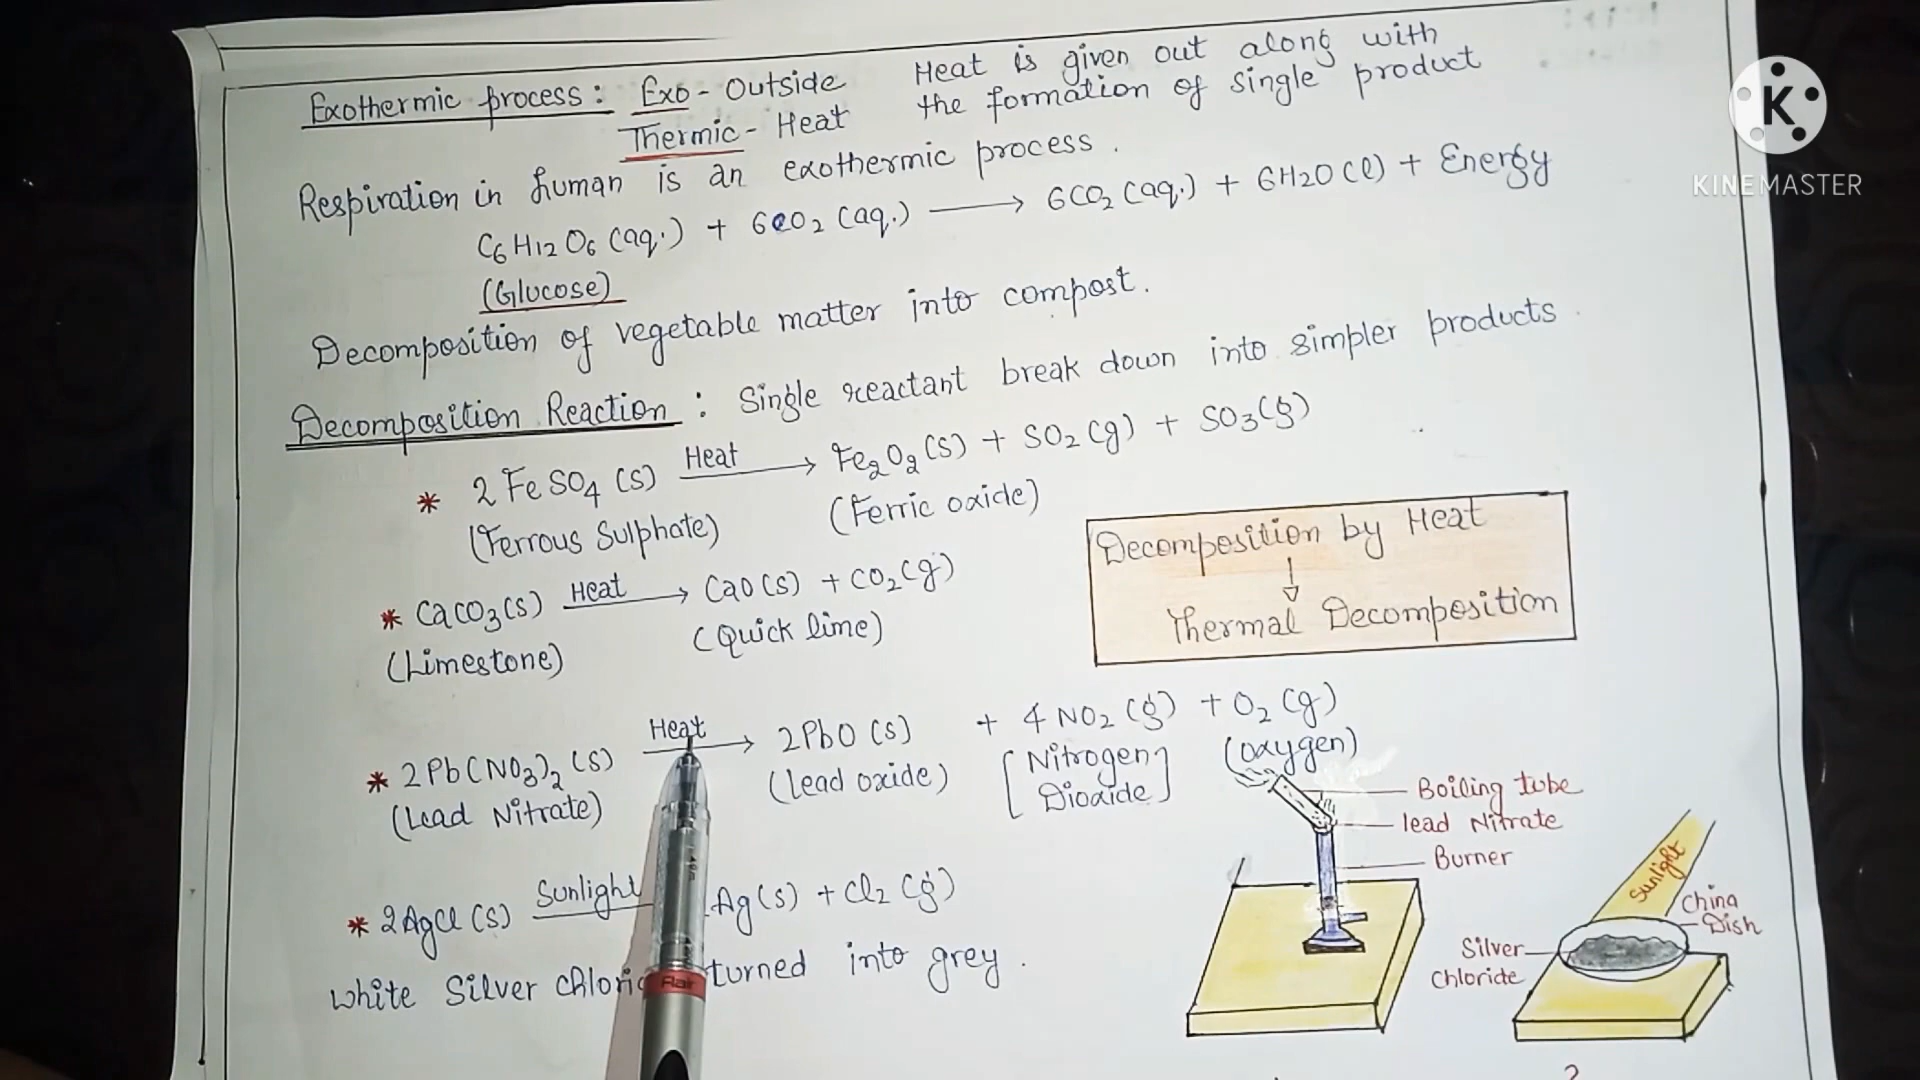 Exothermic process: Exo - Outside Heat is given out along with
Thermic - Heat the formation of single product
Respiration in human is an exothermic process.
C6H12O6 (aq.) + 6CO2 (aq.) ⟶ 6CO2 (aq.) + 6H2O (l) + Energy
(Glucose)
Decomposition of vegetable matter into compost.
Decomposition Reaction: Single reactant break down into simpler products.
* 2FeSO4 (s) Heat ⟶ Fe2O2 (s) + SO2 (g) + SO3 (g)
(Ferrous Sulphate) (Ferric oxide)
* CaCO3 (s) Heat ⟶ CaO (s) + CO2 (g)
(Limestone) (Quick lime)
Decomposition by Heat
Thermal Decomposition
* 2Pb(NO3)2 (s) Heat ⟶ 2PbO (s) + 4NO2 (g) + O2 (g)
(Lead Nitrate) (Lead oxide) [Nitrogen Dioxide] (oxygen)
* 2AgCl (s) Sunlight Ag (s) + Cl2 (g)
White Silver turned into grey.
Boiling tube
lead Nitrate
Burner
Sunlight
China Dish
Silver Chloride
Flair
K
KINEMASTER